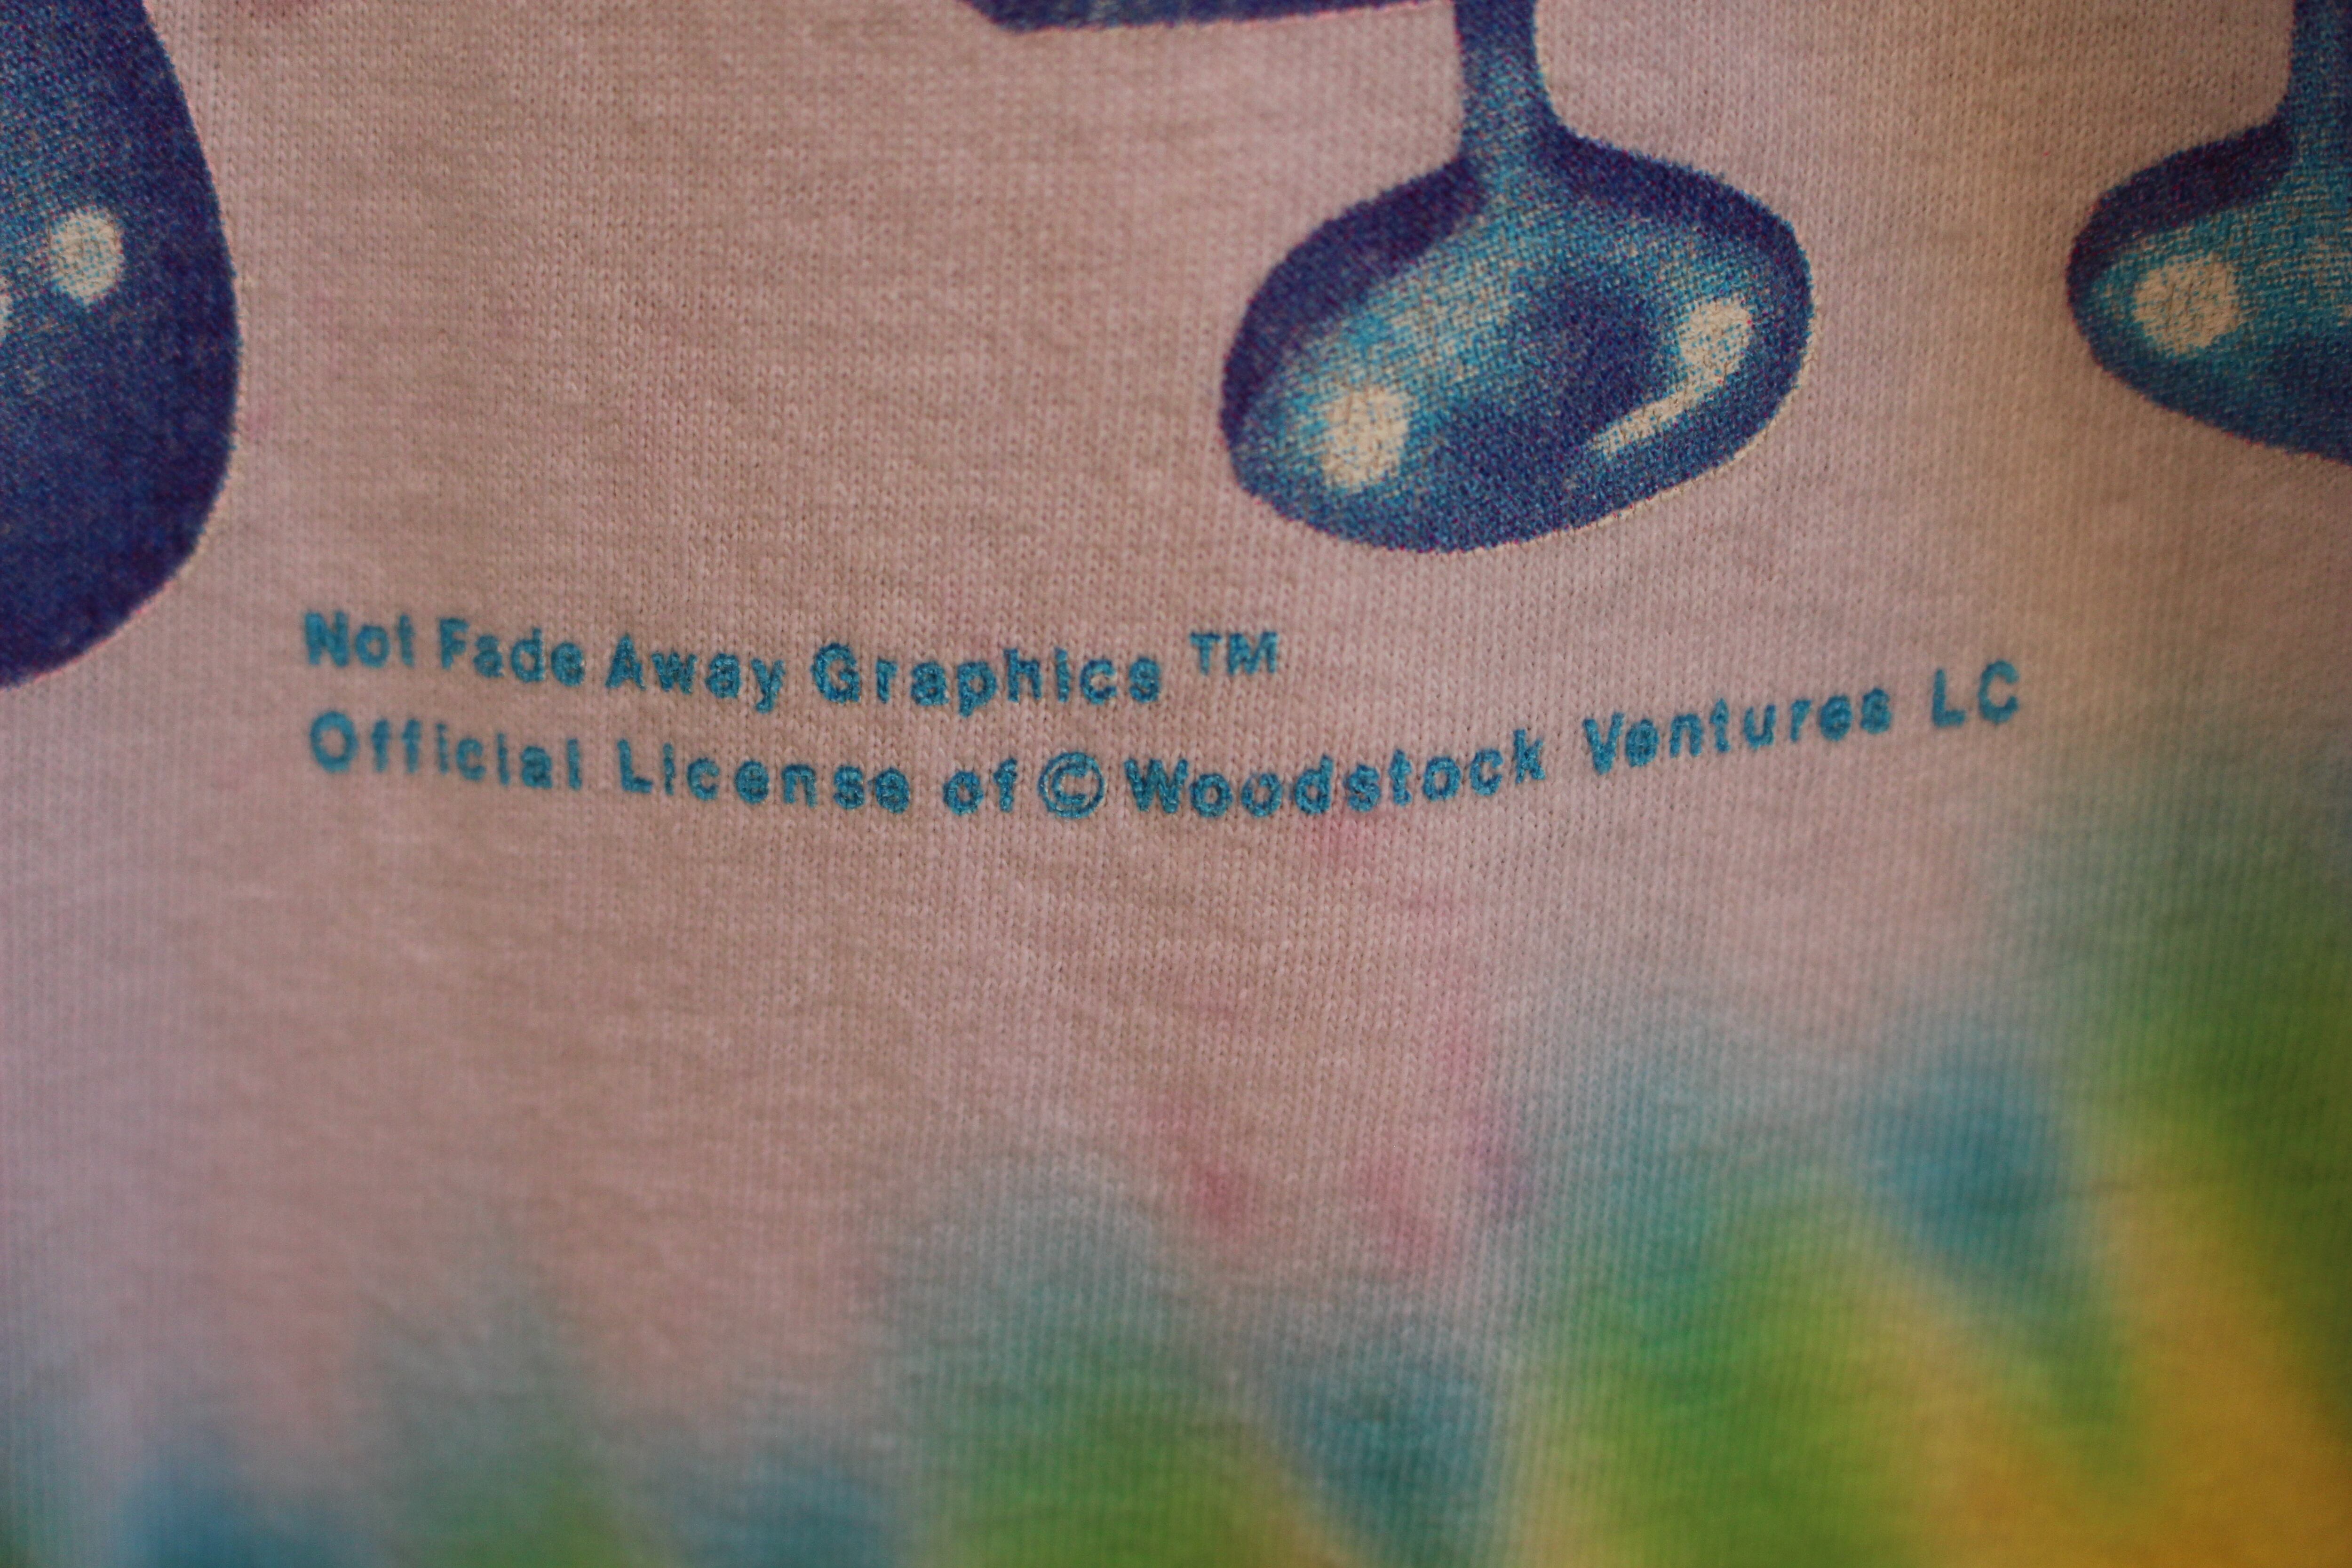 Not Fade Away Graphics ™
Official License of © Woodstock Ventures LC